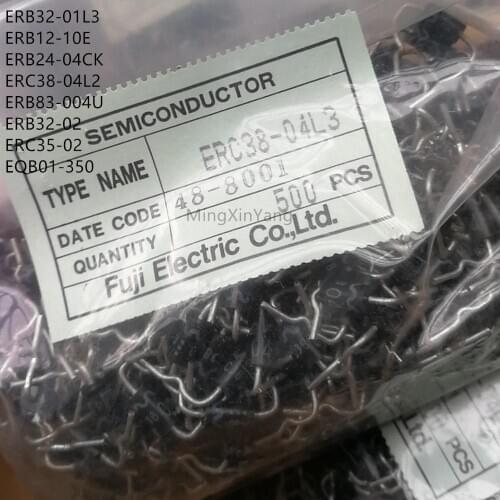 ERB32-01L3
ERB12-10E
ERB24-04CK
ERC38-04L2
ERB83-004U
ERB32-02
ERC35-02
EQB01-350
SEMICONDUCTOR
TYPE NAME ERC38-04L3
DATE CODE 48-8001
QUANTITY 500 PCS
Fuji Electric Co.,Ltd.
MingXinYang
PCS
Ltd.